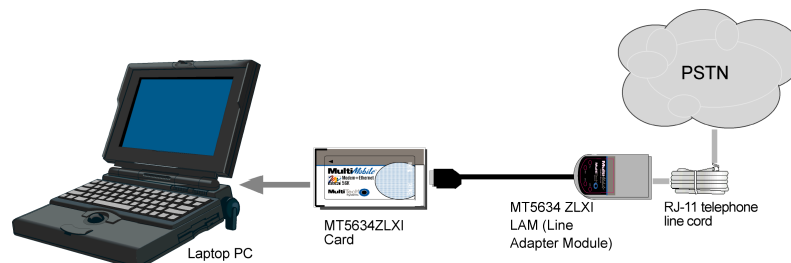 PSTN
MultiMobile
Modem + Ethernet
Multi
MT5634ZLXI
Card
MT5634 ZLXI
LAM (Line
Adapter Module)
RJ-11 telephone
line cord
Laptop PC